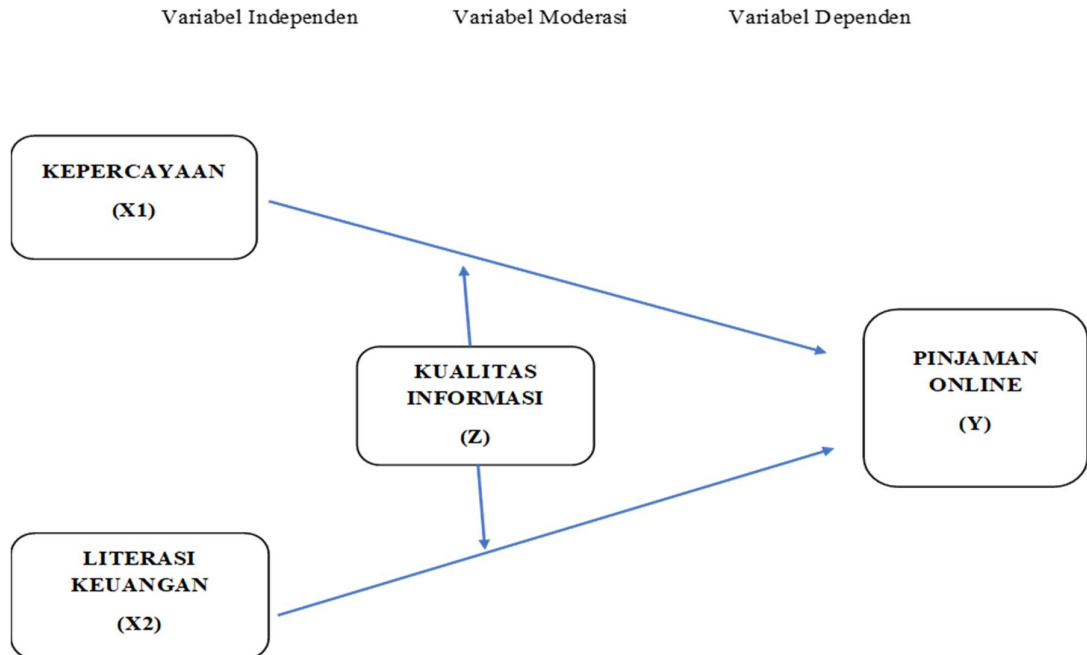 Variabel Independen
Variabel Moderasi
Variabel Dependen
KEPERCAYAAN
(X1)
KUALITAS
INFORMASI
(Z)
PINJAMAN
ONLINE
(Y)
LITERASI
KEUANGAN
(X2)